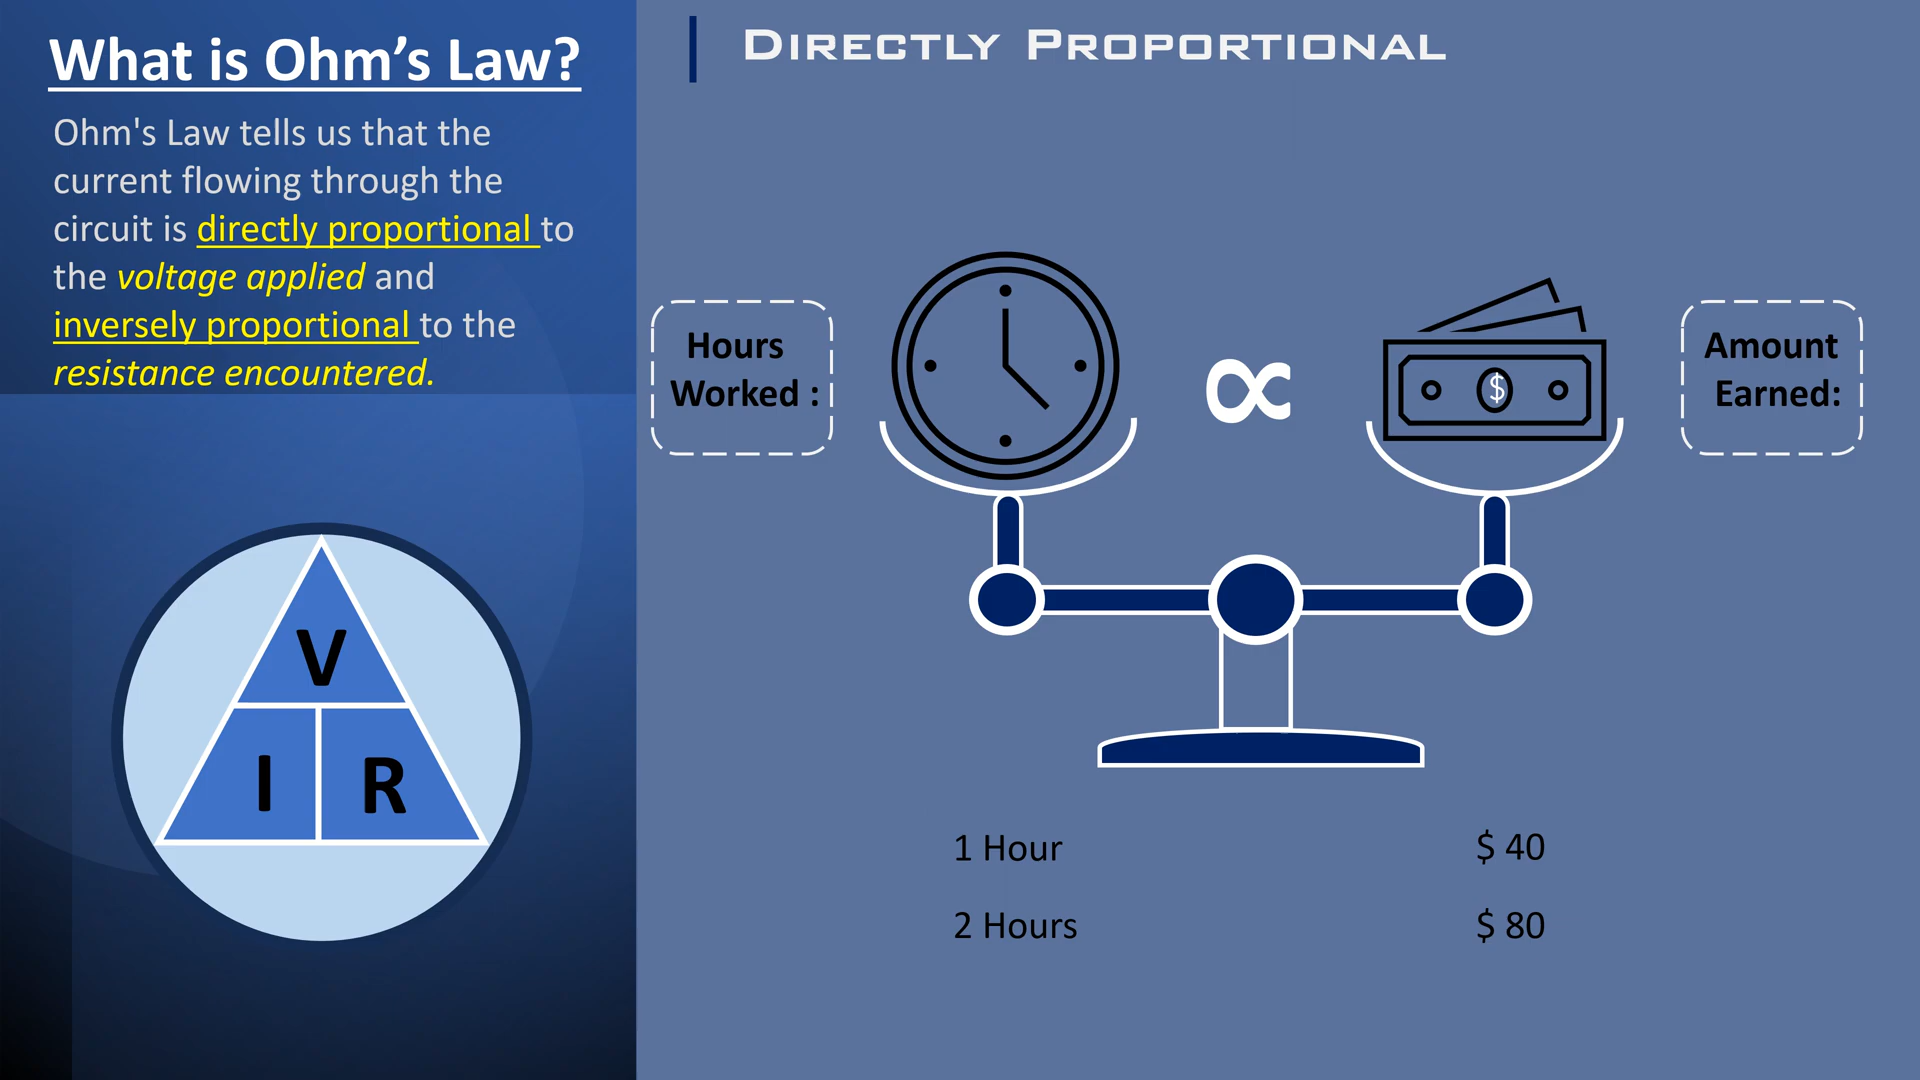 What is Ohm’s Law?
Ohm's Law tells us that the
current flowing through the
circuit is directly proportional to
the voltage applied and
inversely proportional to the
resistance encountered.
V
I R
Directly Proportional
Hours
Worked :
∝
$
Amount
Earned:
1 Hour $ 40
2 Hours $ 80